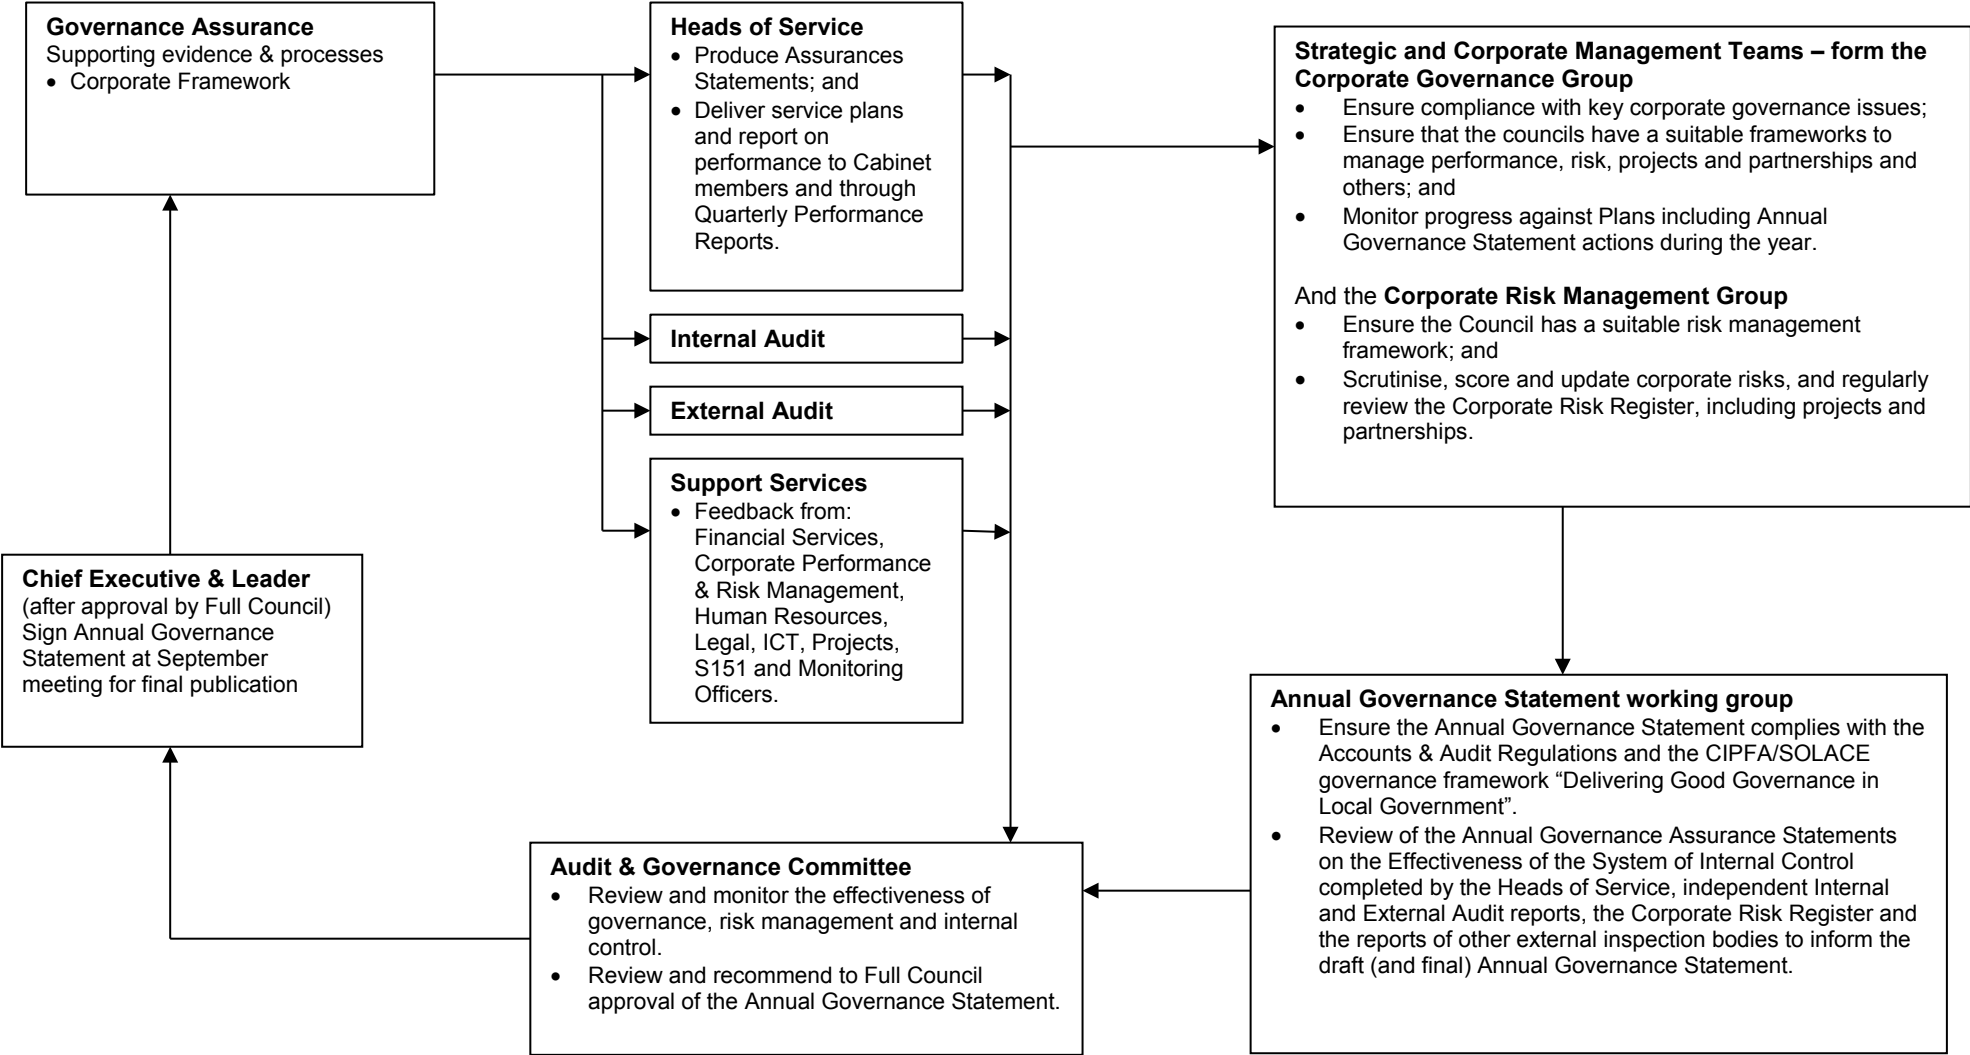 Governance Assurance
Supporting evidence & processes
• Corporate Framework
Heads of Service
• Produce Assurances
Statements; and
• Deliver service plans
and report on
performance to Cabinet
members and through
Quarterly Performance
Reports.
Internal Audit
External Audit
Support Services
• Feedback from:
Financial Services,
Corporate Performance
& Risk Management,
Human Resources,
Legal, ICT, Projects,
S151 and Monitoring
Officers.
Strategic and Corporate Management Teams – form the
Corporate Governance Group
• Ensure compliance with key corporate governance issues;
• Ensure that the councils have a suitable frameworks to
manage performance, risk, projects and partnerships and
others; and
• Monitor progress against Plans including Annual
Governance Statement actions during the year.
And the Corporate Risk Management Group
• Ensure the Council has a suitable risk management
framework; and
• Scrutinise, score and update corporate risks, and regularly
review the Corporate Risk Register, including projects and
partnerships.
Annual Governance Statement working group
• Ensure the Annual Governance Statement complies with the
Accounts & Audit Regulations and the CIPFA/SOLACE
governance framework “Delivering Good Governance in
Local Government”.
• Review of the Annual Governance Assurance Statements
on the Effectiveness of the System of Internal Control
completed by the Heads of Service, independent Internal
and External Audit reports, the Corporate Risk Register and
the reports of other external inspection bodies to inform the
draft (and final) Annual Governance Statement.
Audit & Governance Committee
• Review and monitor the effectiveness of
governance, risk management and internal
control.
• Review and recommend to Full Council
approval of the Annual Governance Statement.
Chief Executive & Leader
(after approval by Full Council)
Sign Annual Governance
Statement at September
meeting for final publication